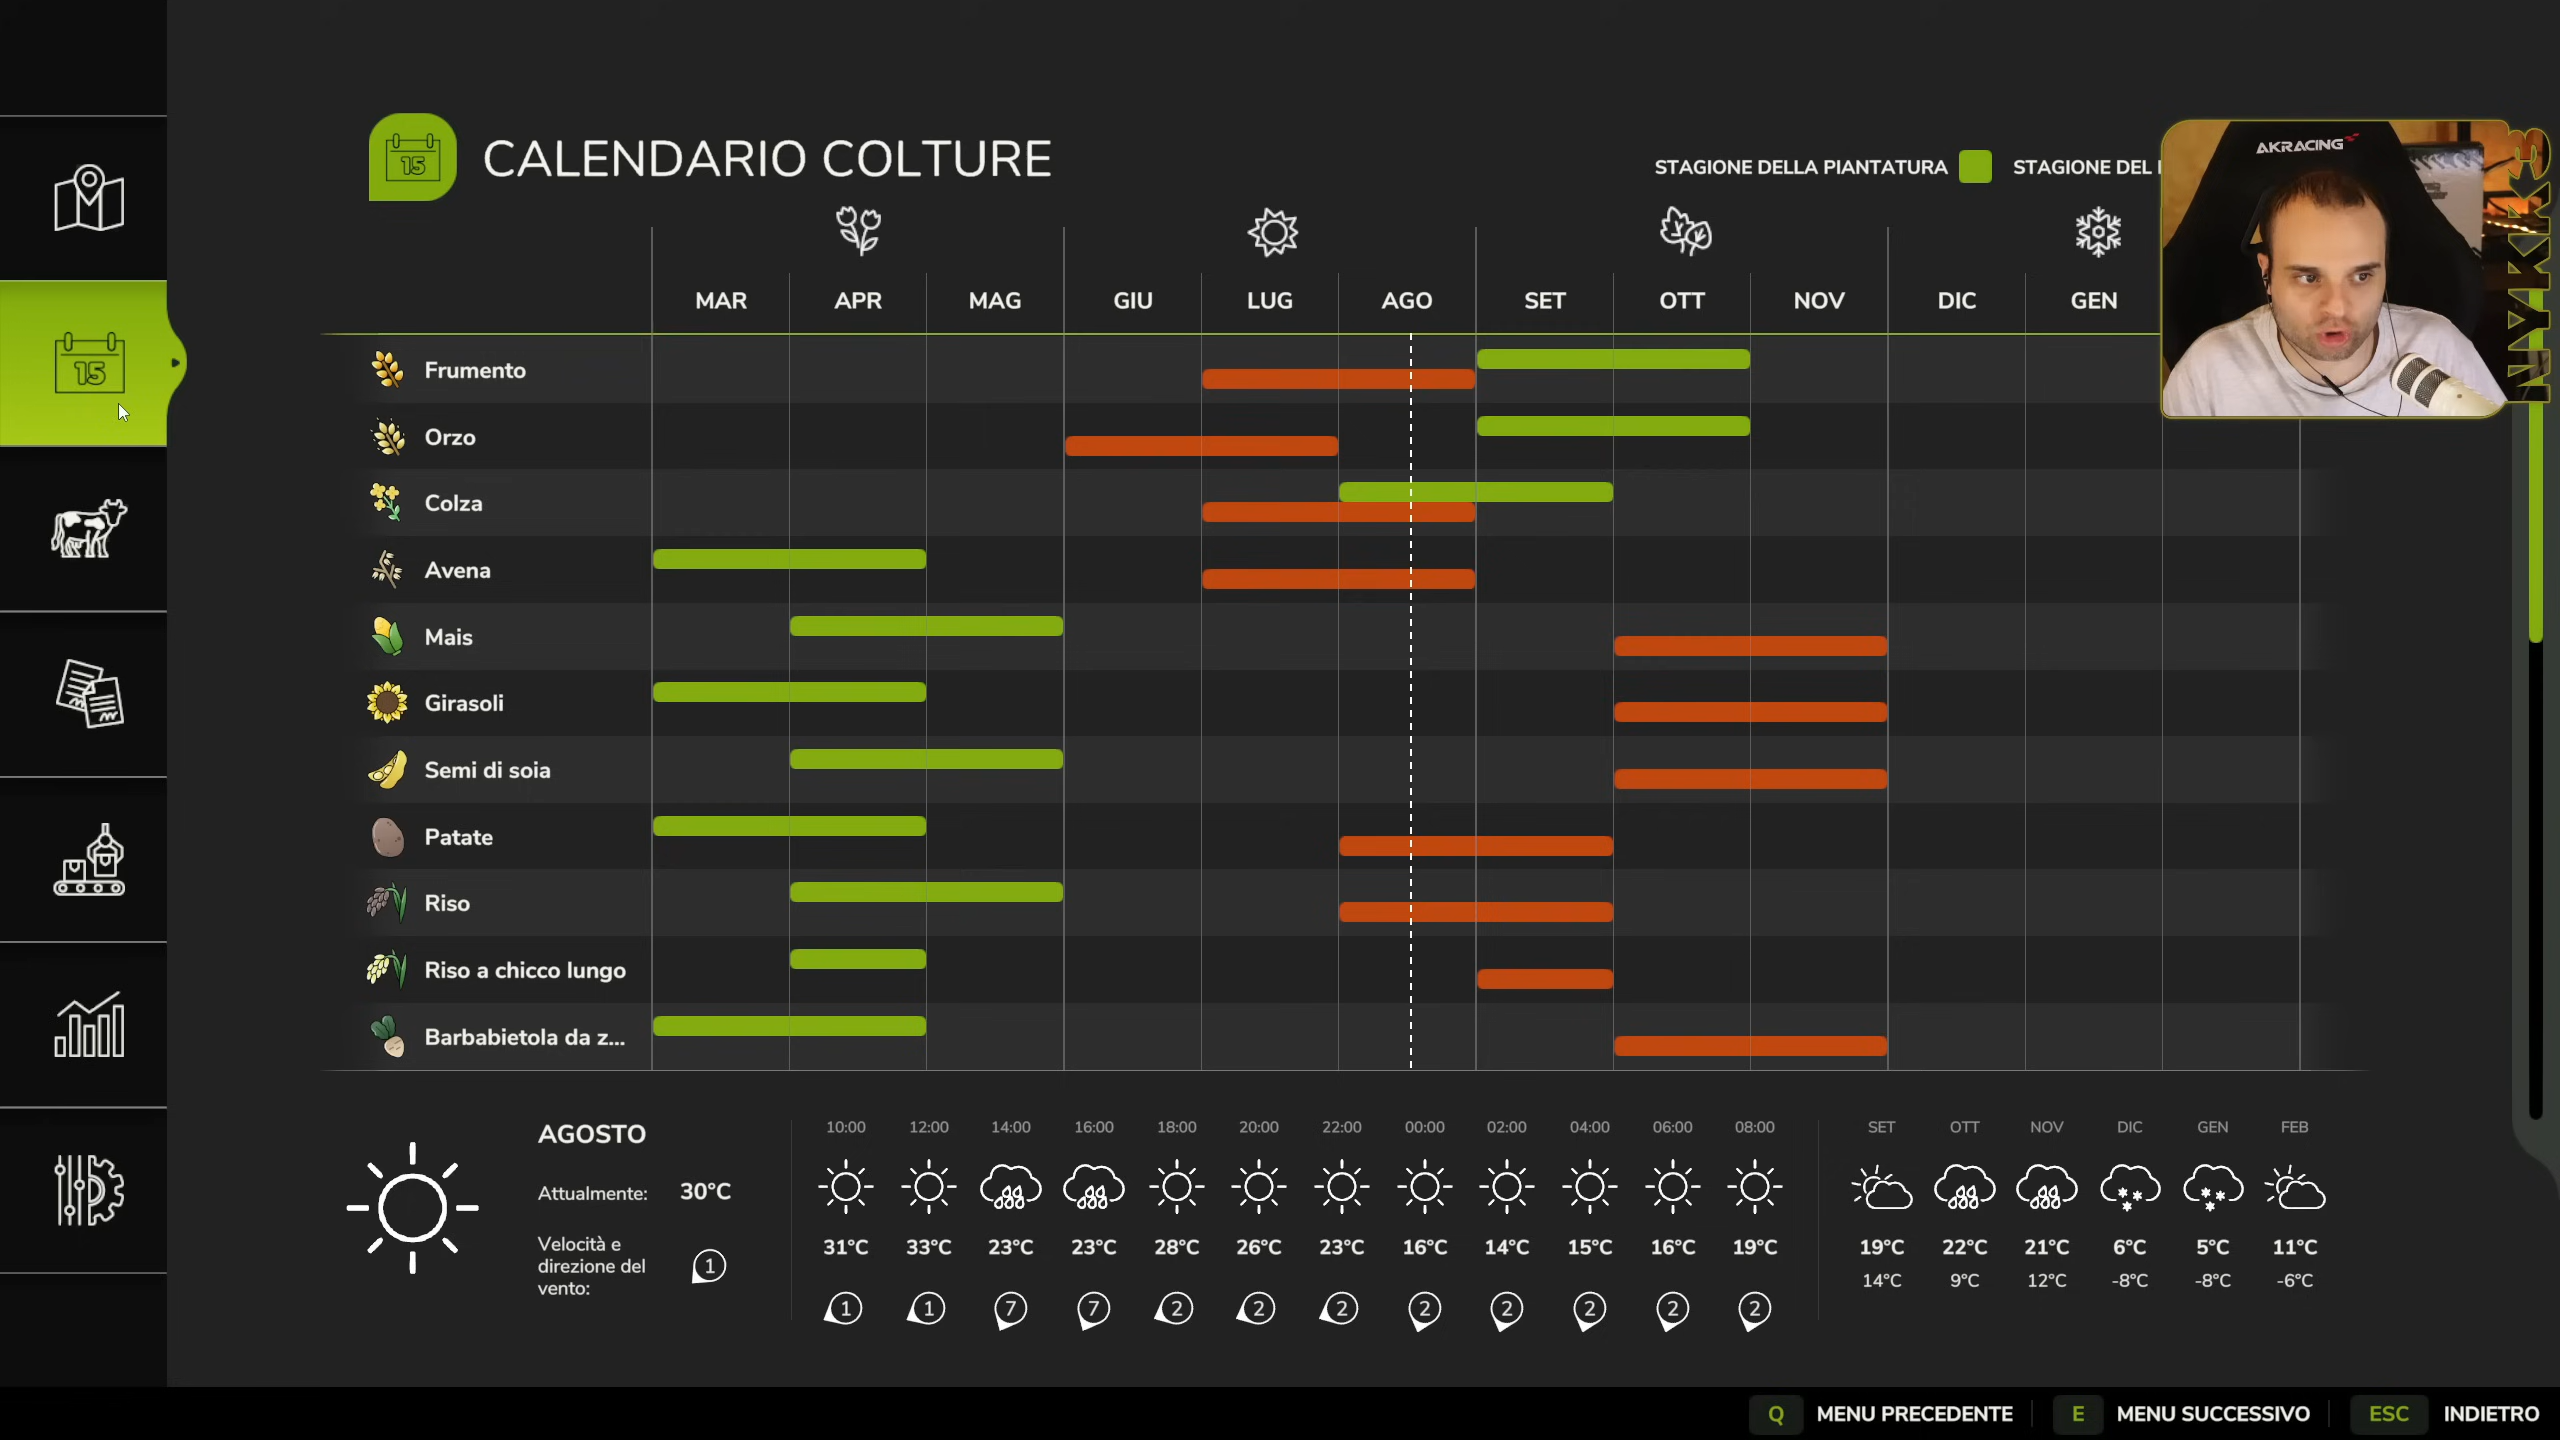 CALENDARIO COLTURE
STAGIONE DELLA PIANTATURA STAGIONE DEL
AKRACING
NYKK3
MAR APR MAG GIU LUG AGO SET OTT NOV DIC GEN
Frumento
Orzo
Colza
Avena
Mais
Girasoli
Semi di soia
Patate
Riso
Riso a chicco lungo
Barbabietola da z...
15
15
AGOSTO
Attualmente: 30°C
Velocità e
direzione del
vento:
1
10:00 12:00 14:00 16:00 18:00 20:00 22:00 00:00 02:00 04:00 06:00 08:00
31°C 33°C 23°C 23°C 28°C 26°C 23°C 16°C 14°C 15°C 16°C 19°C
1 1 7 7 2 2 2 2 2 2 2 2
SET OTT NOV DIC GEN FEB
19°C 22°C 21°C 6°C 5°C 11°C
14°C 9°C 12°C -8°C -8°C -6°C
Q MENU PRECEDENTE E MENU SUCCESSIVO ESC INDIETRO